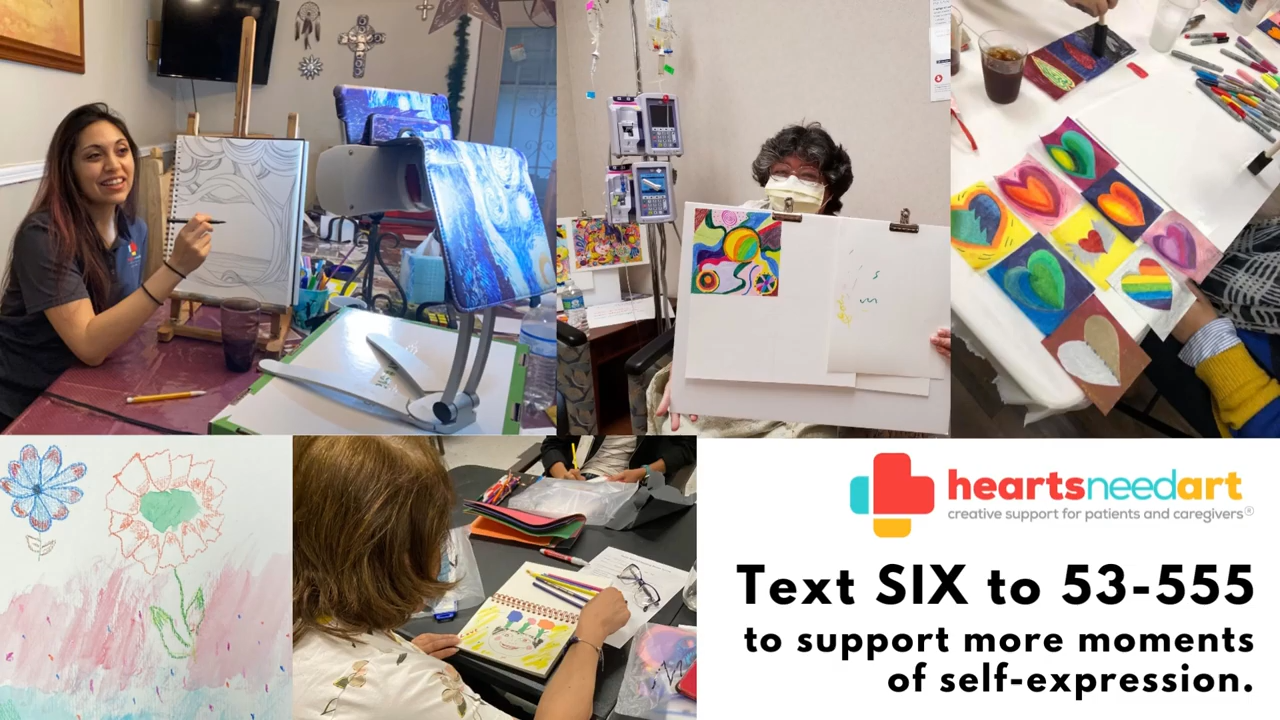 heartsneedart
creative support for patients and caregivers®
Text SIX to 53-555
to support more moments
of self-expression.